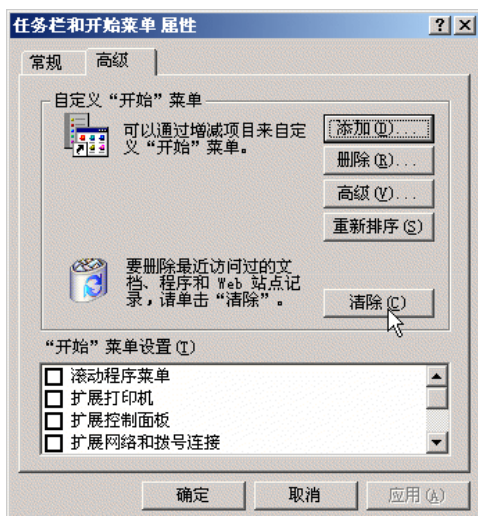 任务栏和开始菜单 属性
常规 高级
自定义“开始”菜单
可以通过增减项目来自定
义“开始”菜单。
添加(D)...
删除(R)...
高级(V)...
重新排序(S)
要删除最近访问过的文
档、程序和 Web 站点记
录，请单击“清除”。
清除(C)
“开始”菜单设置(T)
滚动程序菜单
扩展打印机
扩展控制面板
扩展网络和拨号连接
确定 取消 应用(A)